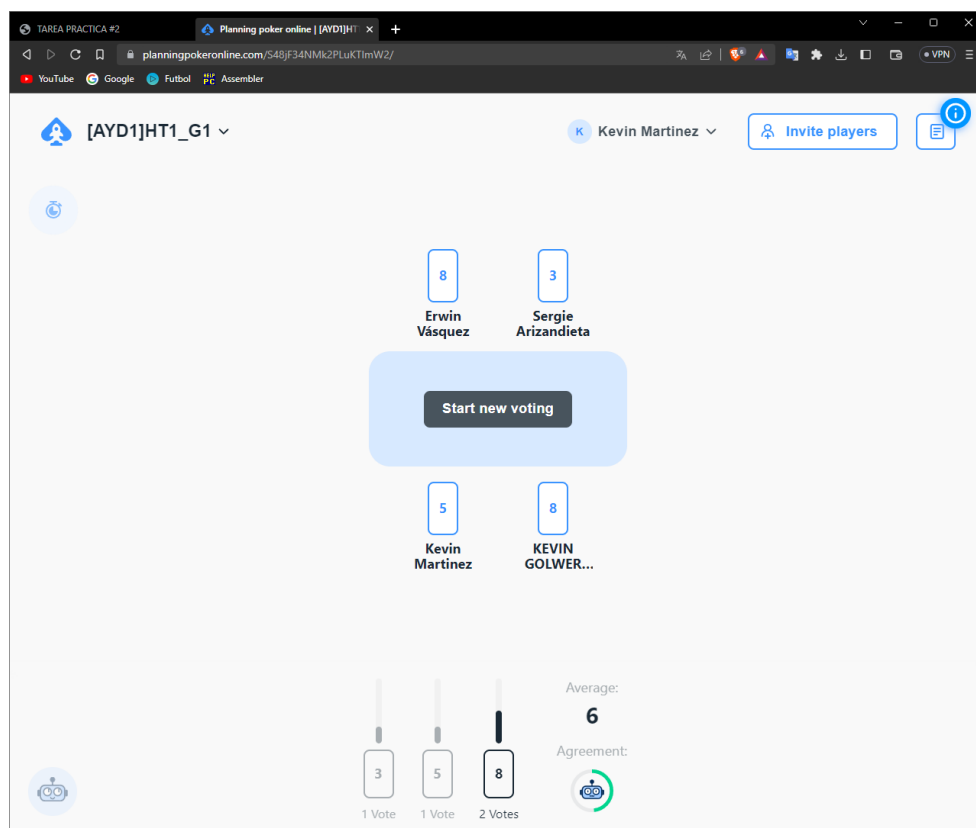 TAREA PRACTICA #2
Planning poker online | [AYD1]HT
planningpokeronline.com/S48jF34NMk2PLuKTImW2/
VPN
YouTube
Google
Futbol
HELP PC
Assembler
[AYD1]HT1_G1
K
Kevin Martinez
Invite players
8
3
Erwin
Vásquez
Sergie
Arizandieta
Start new voting
5
8
Kevin
Martinez
KEVIN
GOLWER...
Average:
6
Agreement:
3
5
8
1 Vote
1 Vote
2 Votes